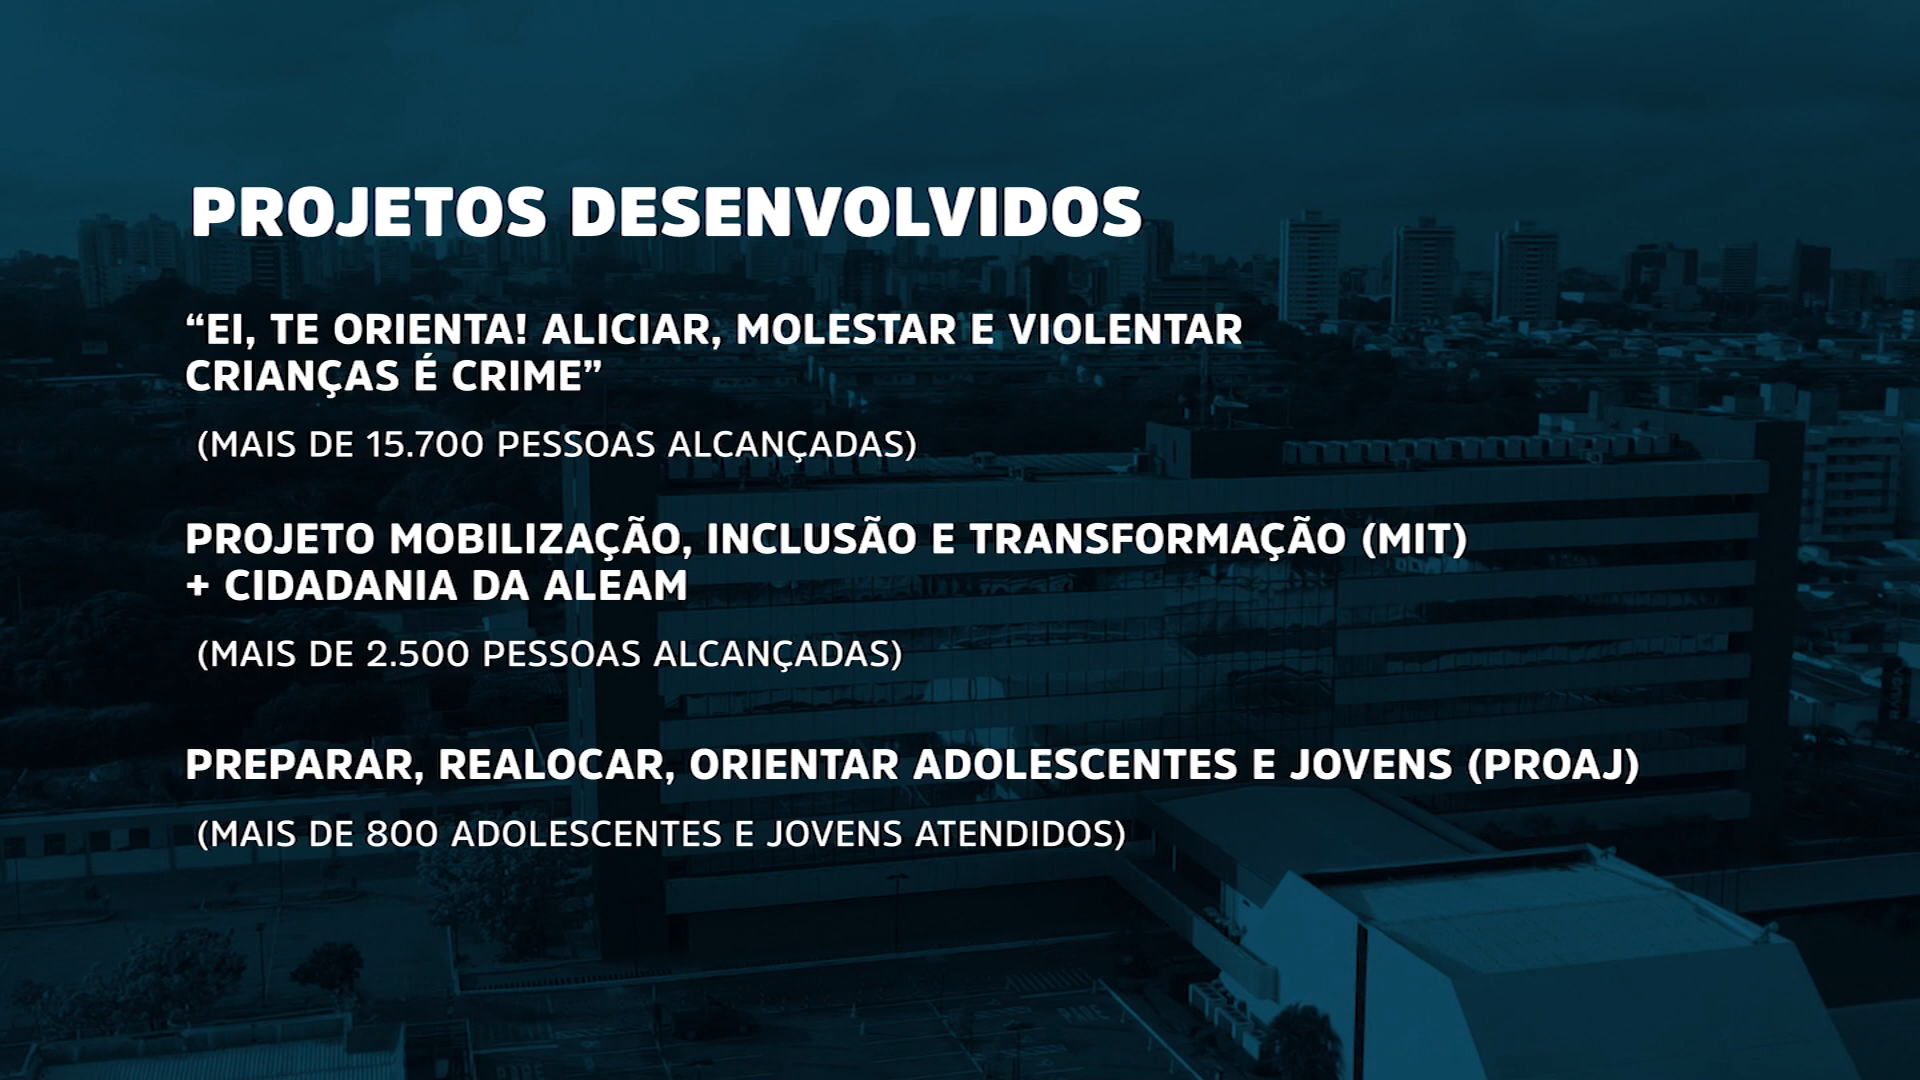 PROJETOS DESENVOLVIDOS
“EI, TE ORIENTA! ALICIAR, MOLESTAR E VIOLENTAR
CRIANÇAS É CRIME”
(MAIS DE 15.700 PESSOAS ALCANÇADAS)
PROJETO MOBILIZAÇÃO, INCLUSÃO E TRANSFORMAÇÃO (MIT)
+ CIDADANIA DA ALEAM
(MAIS DE 2.500 PESSOAS ALCANÇADAS)
PREPARAR, REALOCAR, ORIENTAR ADOLESCENTES E JOVENS (PROAJ)
(MAIS DE 800 ADOLESCENTES E JOVENS ATENDIDOS)